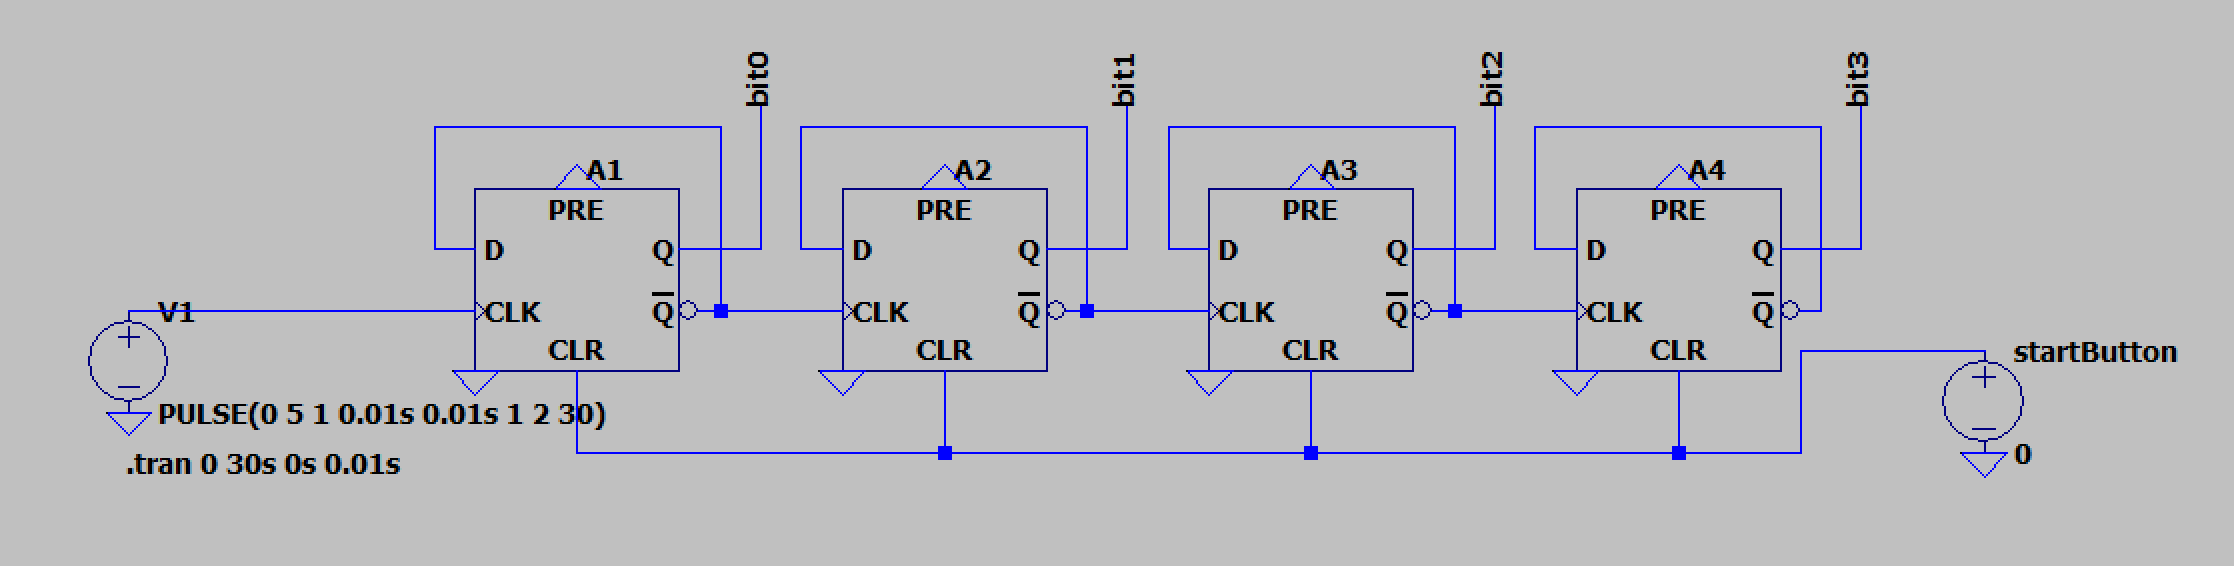 bit0
bit1
bit2
bit3
A1
A2
A3
A4
PRE
PRE
PRE
PRE
D
Q
D
Q
D
Q
D
Q
V1
CLK
Q̅
CLK
Q̅
CLK
Q̅
CLK
Q̅
CLR
CLR
CLR
CLR
startButton
PULSE(0 5 1 0.01s 0.01s 1 2 30)
0
.tran 0 30s 0s 0.01s